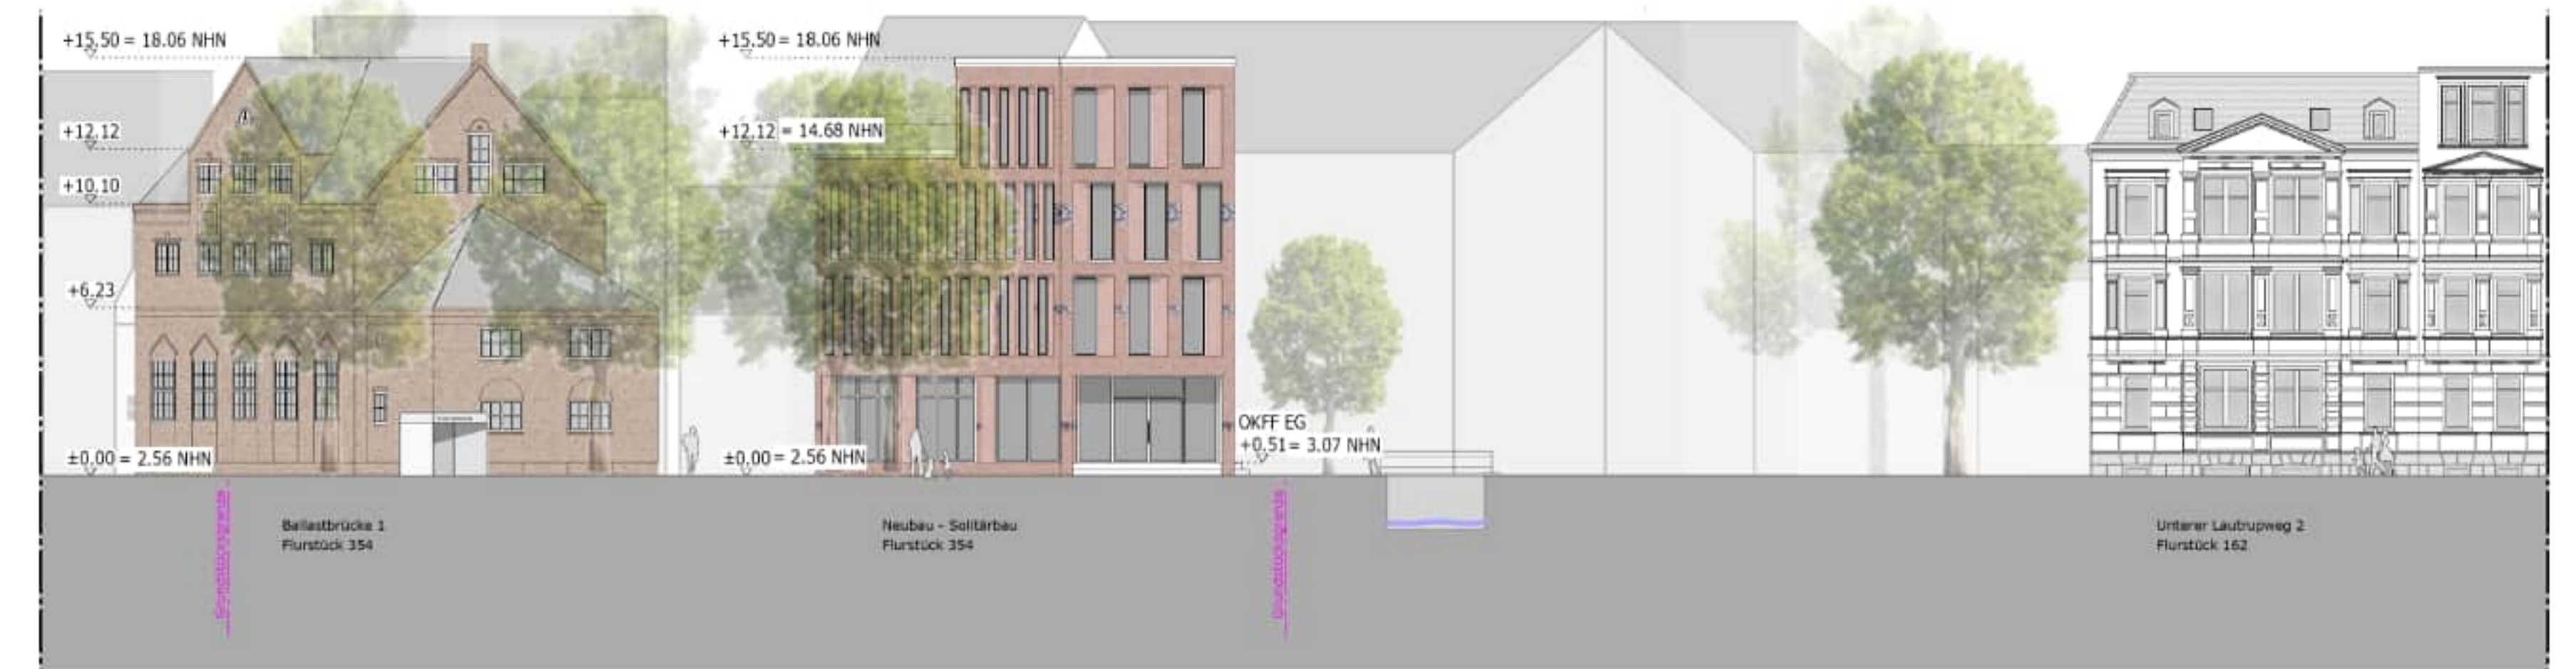 +15.50 = 18.06 NHN
+12.12
+10.10
+6.23
±0.00 = 2.56 NHN
+15.50 = 18.06 NHN
+12.12 = 14.68 NHN
±0.00 = 2.56 NHN
OKFF EG
+0.51= 3.07 NHN
Grundstücksgrenze
Ballastbrücke 1
Flurstück 354
Neubau - Solitärbau
Flurstück 354
Grundstücksgrenze
Unterer Lautrupweg 2
Flurstück 162